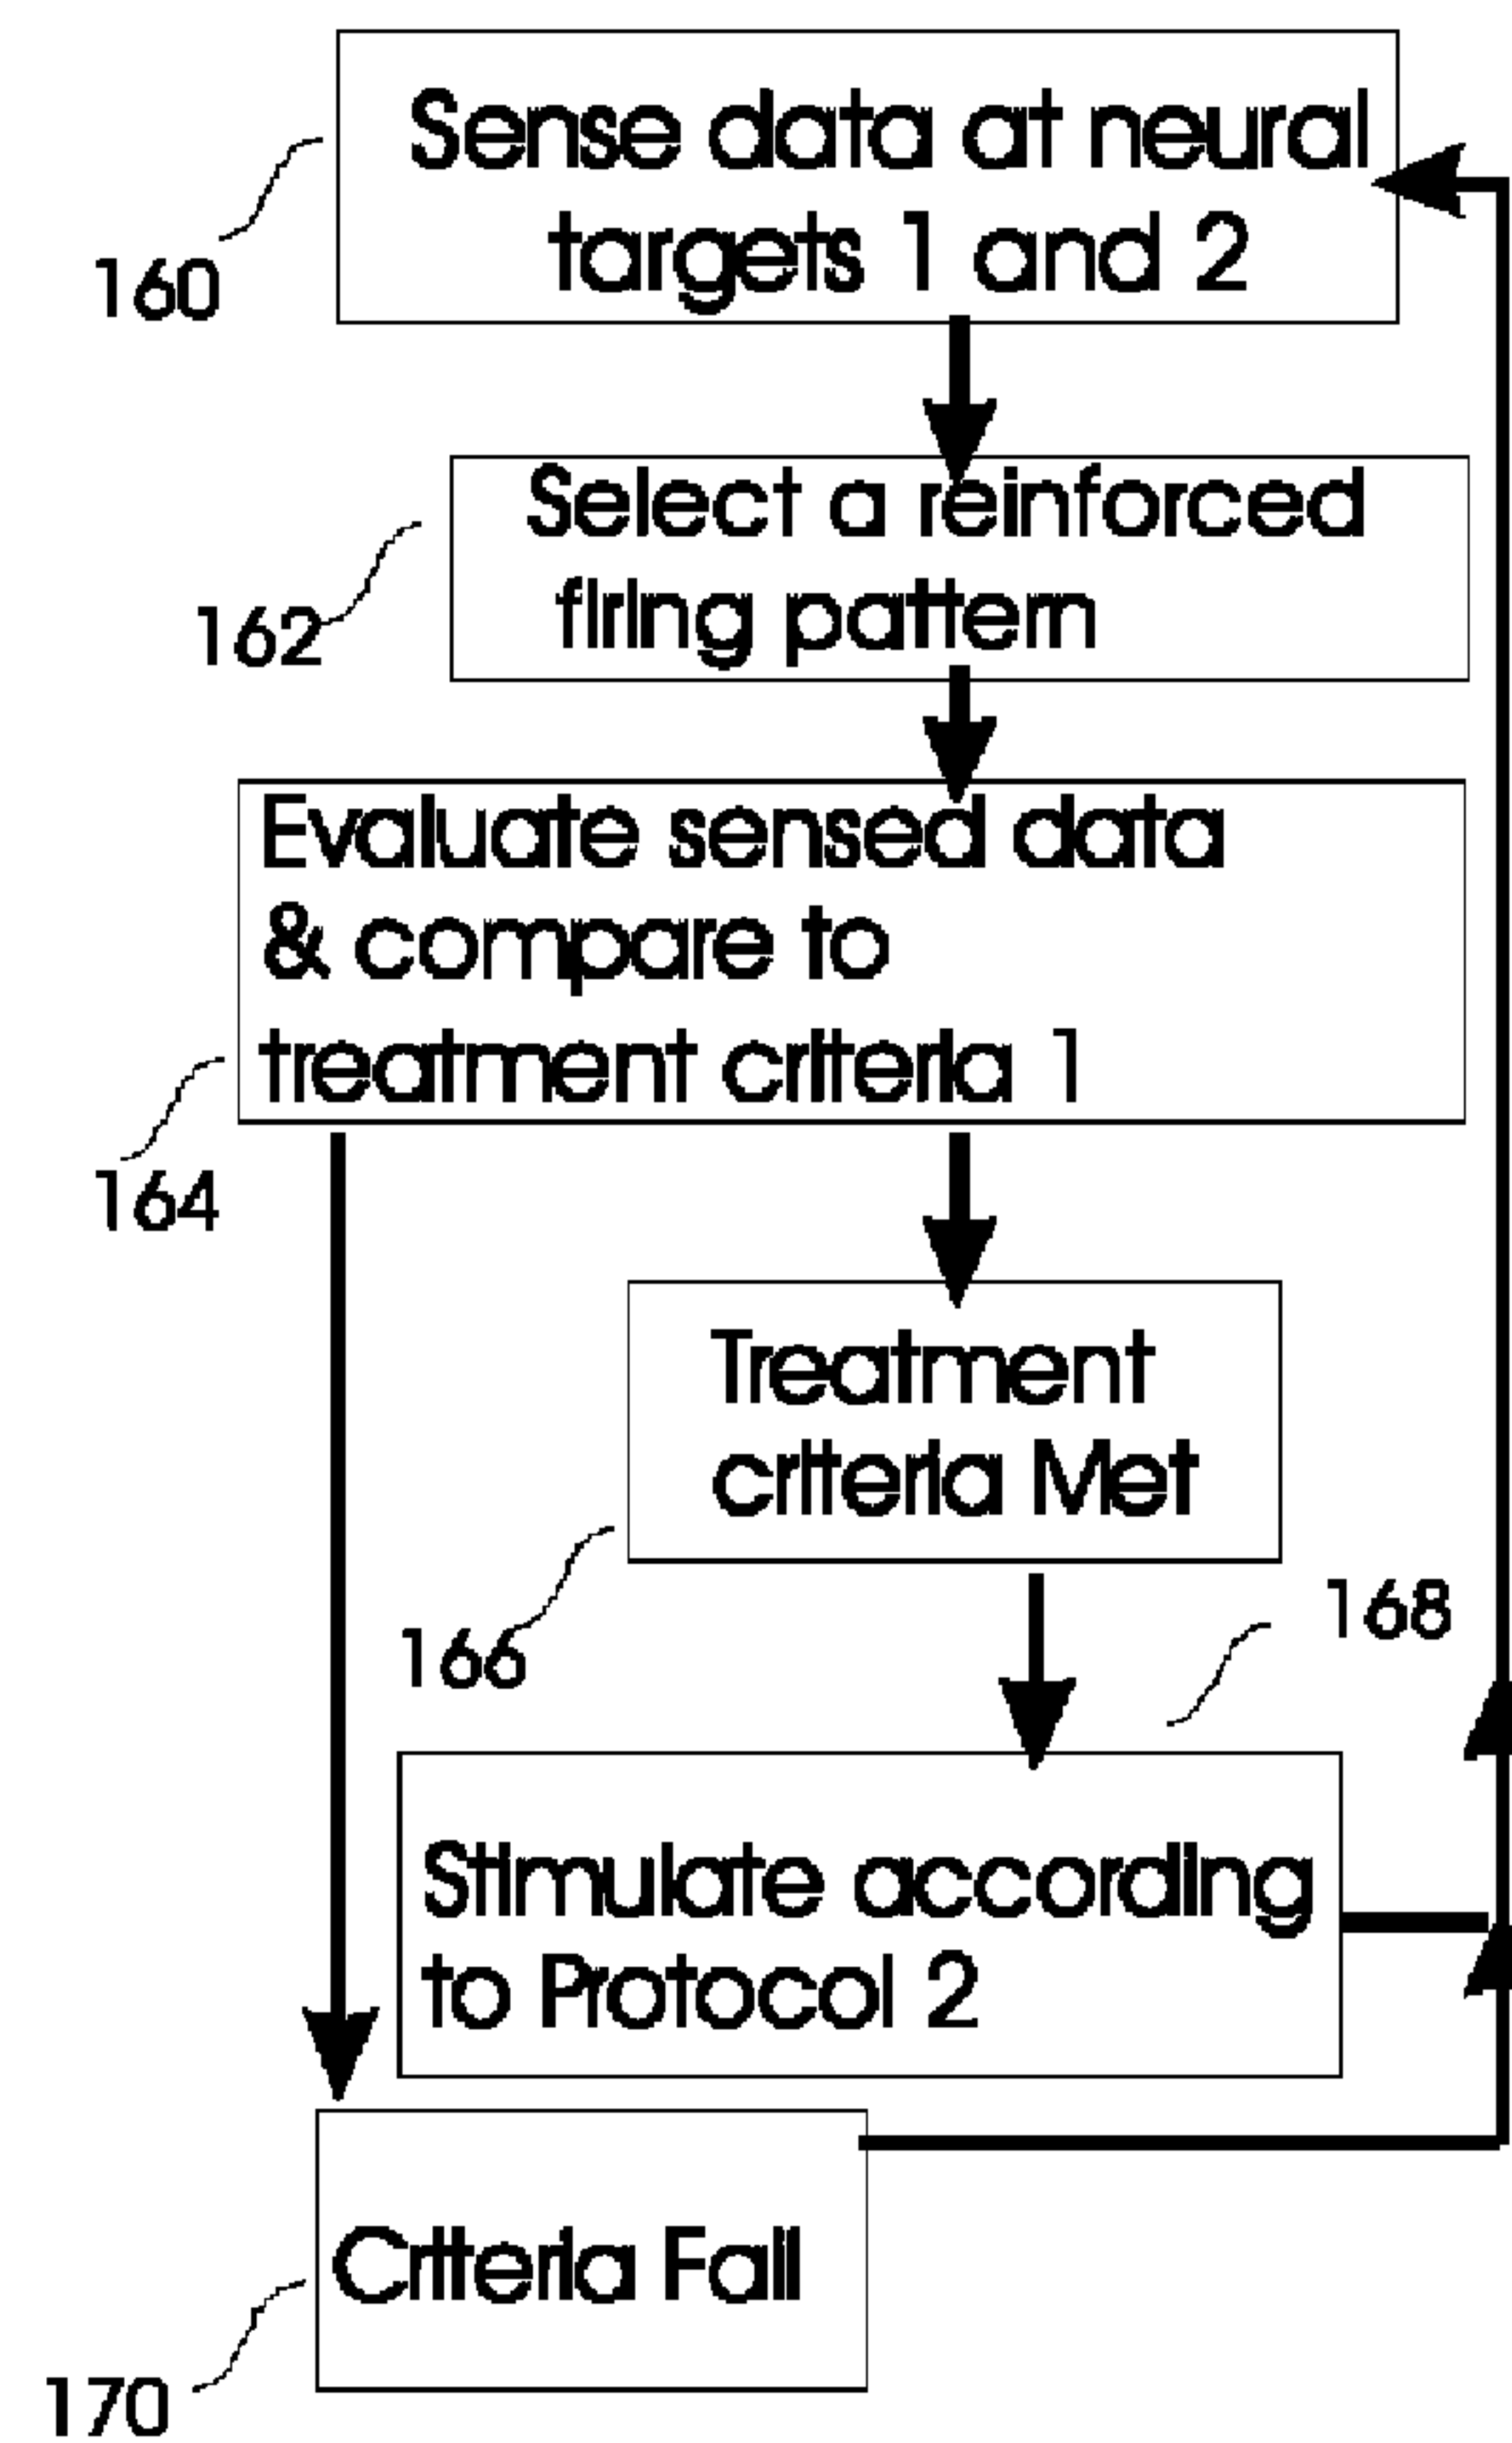 Sense data at neural
targets 1 and 2
160
Select a reinforced
firing pattern
162
Evaluate sensed data
& compare to
treatment criteria 1
164
Treatment
criteria Met
166
168
Stimulate according
to Protocol 2
Criteria Fail
170